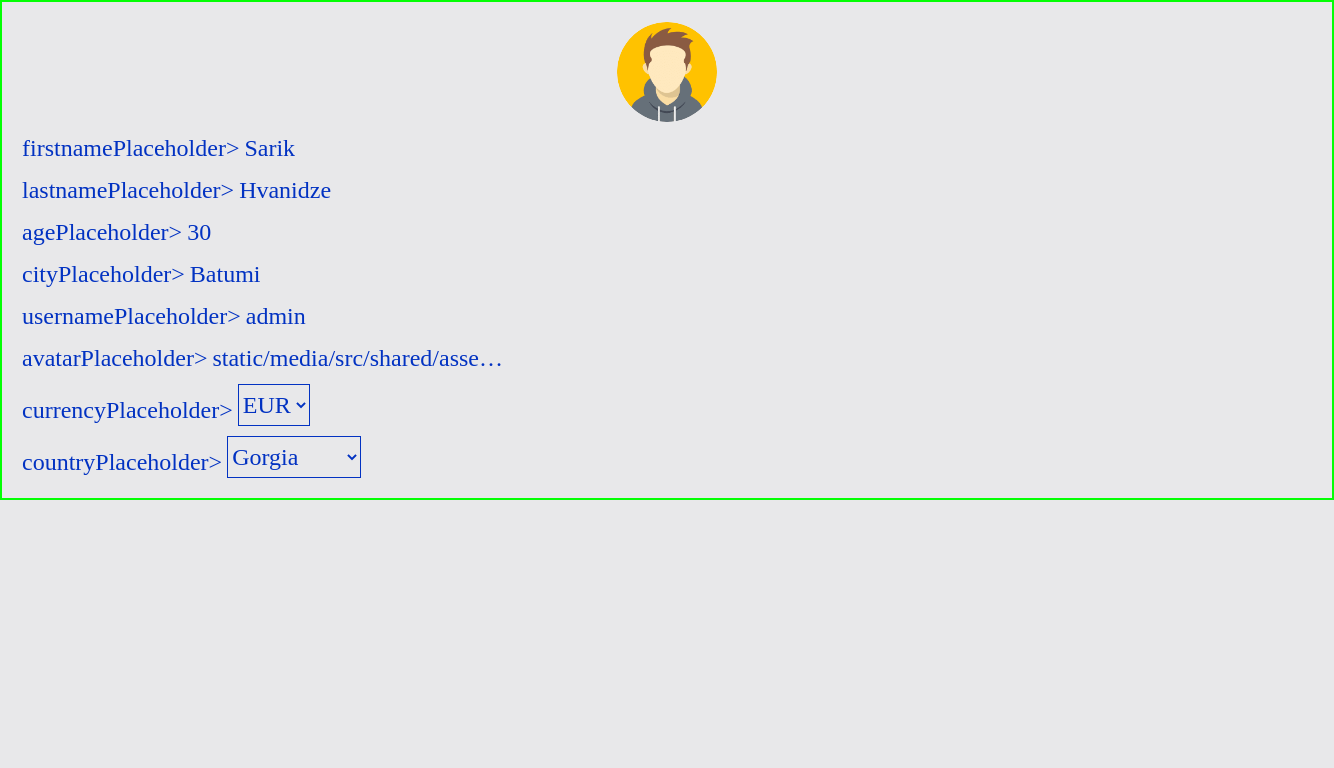 firstnamePlaceholder> Sarik
lastnamePlaceholder> Hvanidze
agePlaceholder> 30
cityPlaceholder> Batumi
usernamePlaceholder> admin
avatarPlaceholder> static/media/src/shared/asse…
currencyPlaceholder> EUR
countryPlaceholder> Gorgia